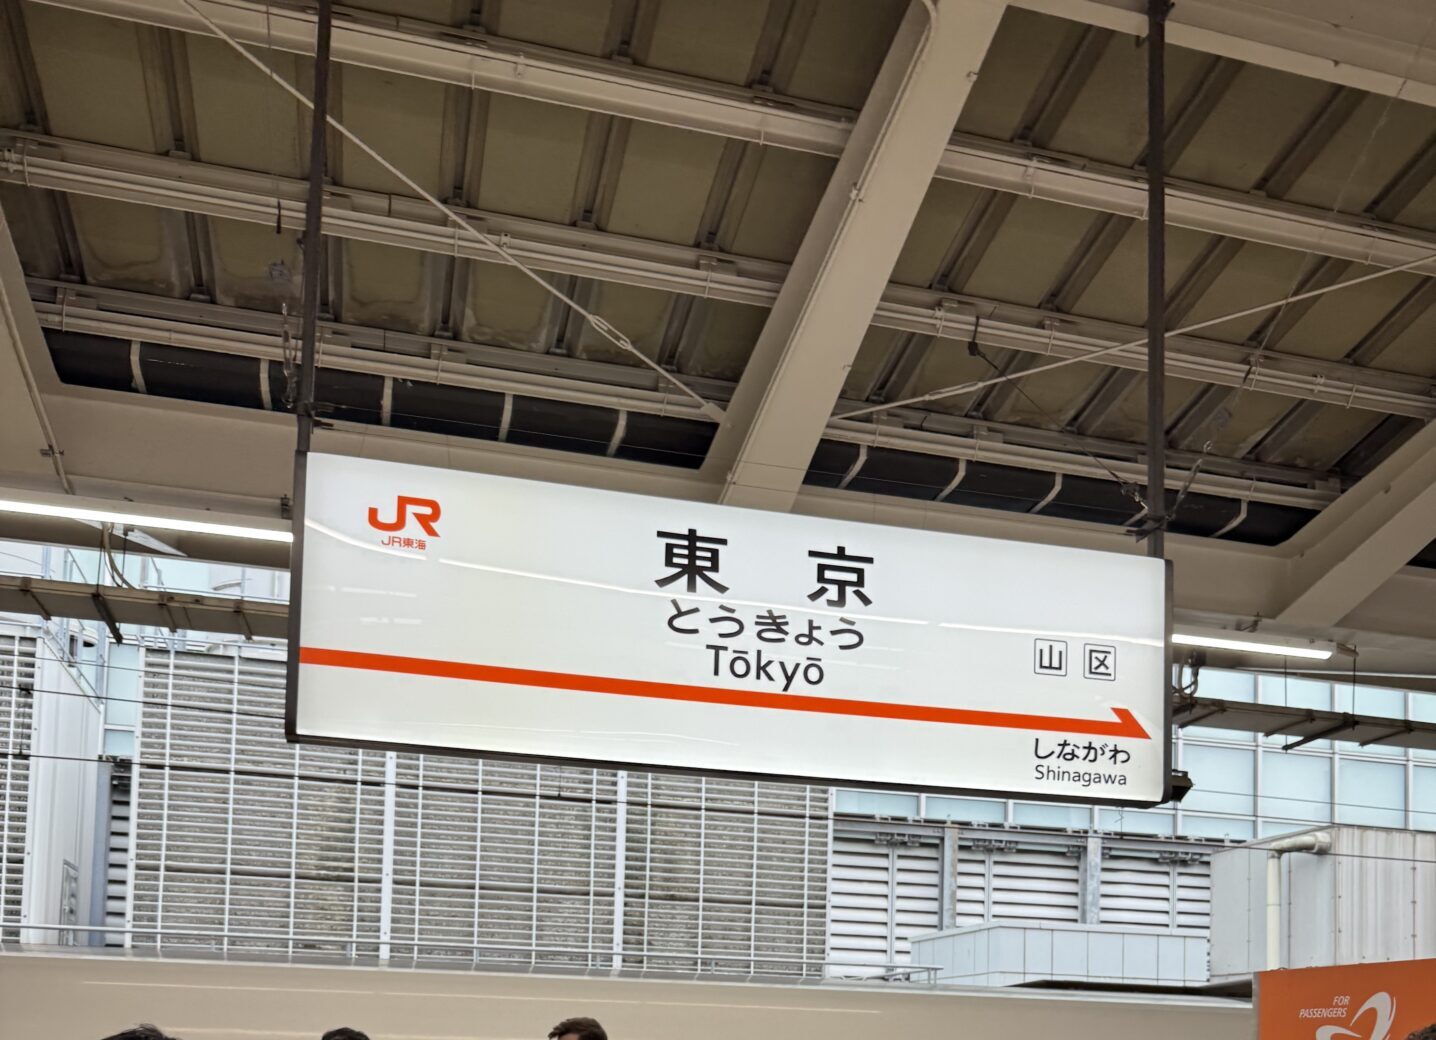 JR
JR東海
東京
とうきょう
Tōkyō
山 区
しながわ
Shinagawa
FOR
PASSENGERS